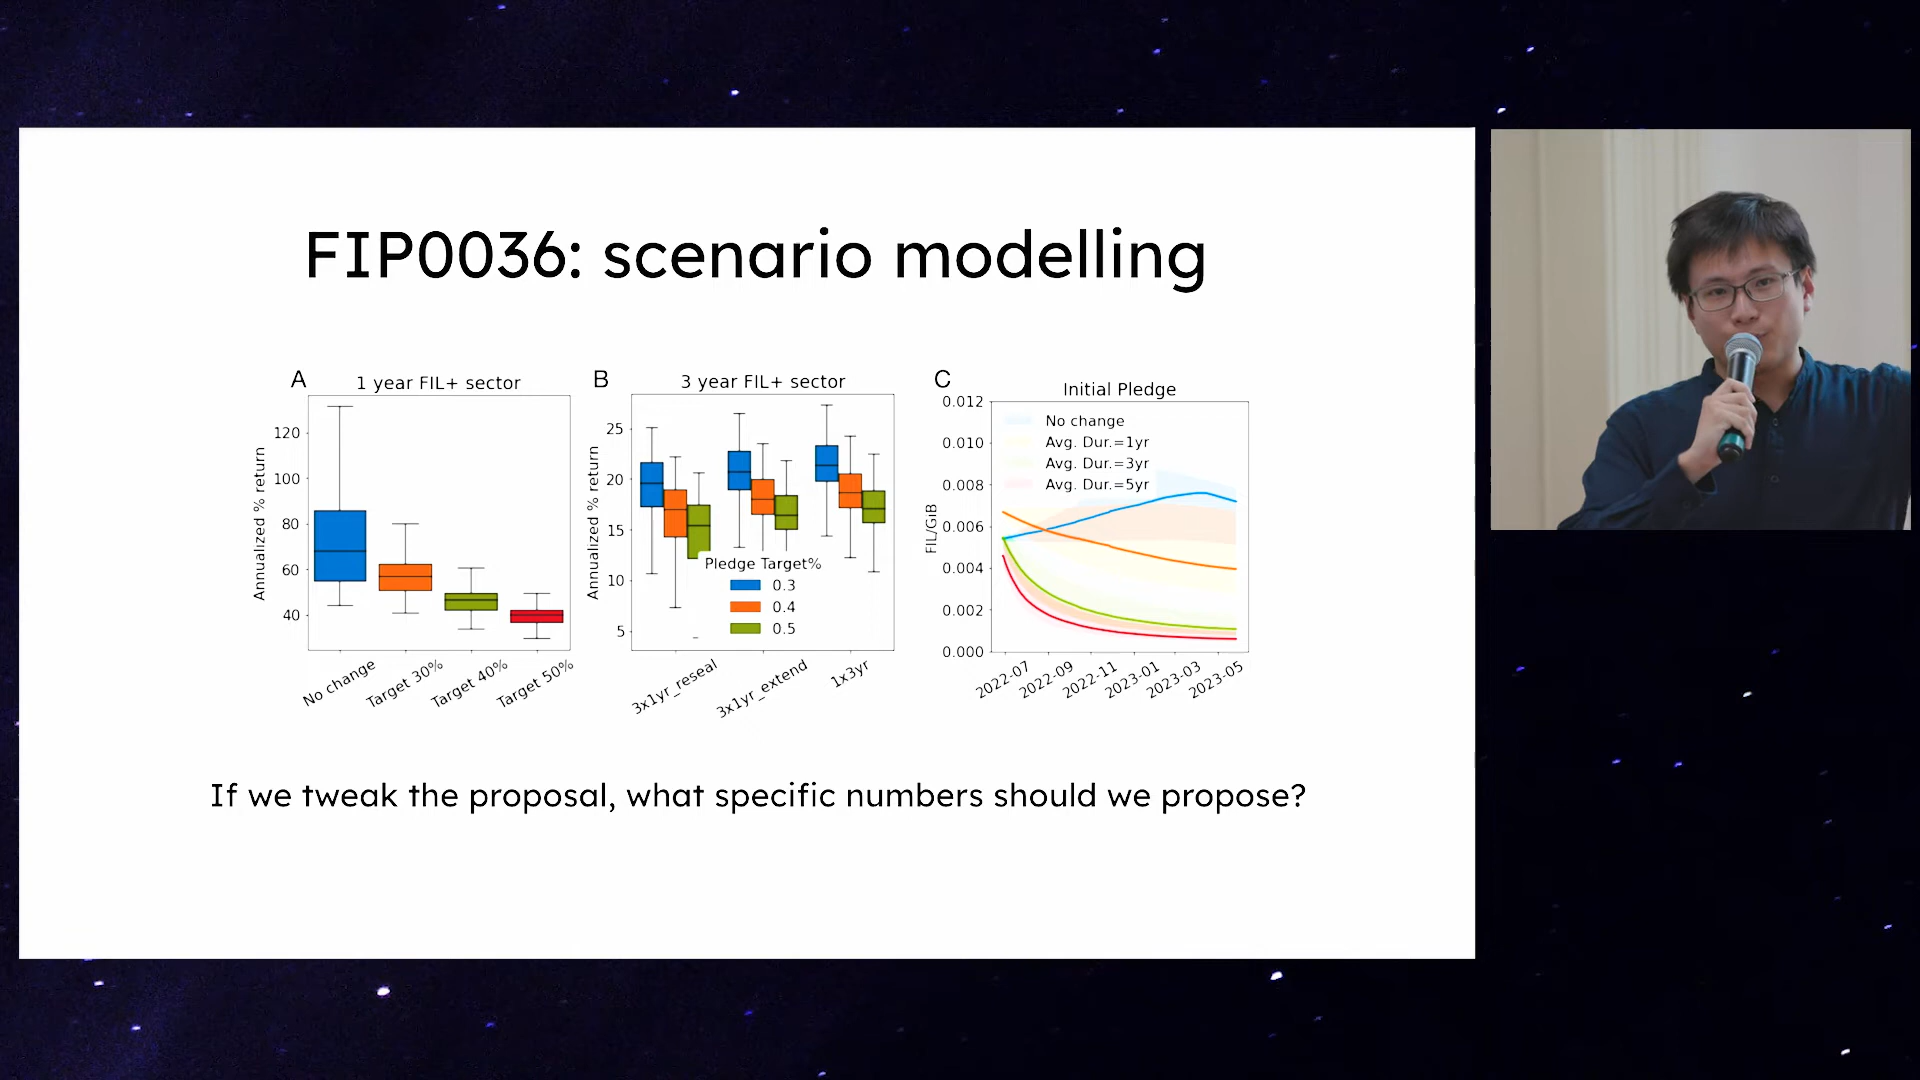 FIP0036: scenario modelling
A
1 year FIL+ sector
Annualized % return
120
100
80
60
40
No change
Target 30%
Target 40%
Target 50%
B
3 year FIL+ sector
Annualized % return
25
20
15
10
5
Pledge Target%
0.3
0.4
0.5
3x1yr_reseal
3x1yr_extend
1x3yr
C
Initial Pledge
FIL/GiB
0.012
0.010
0.008
0.006
0.004
0.002
0.000
No change
Avg. Dur.=1yr
Avg. Dur.=3yr
Avg. Dur.=5yr
2022-07
2022-09
2022-11
2023-01
2023-03
2023-05
If we tweak the proposal, what specific numbers should we propose?